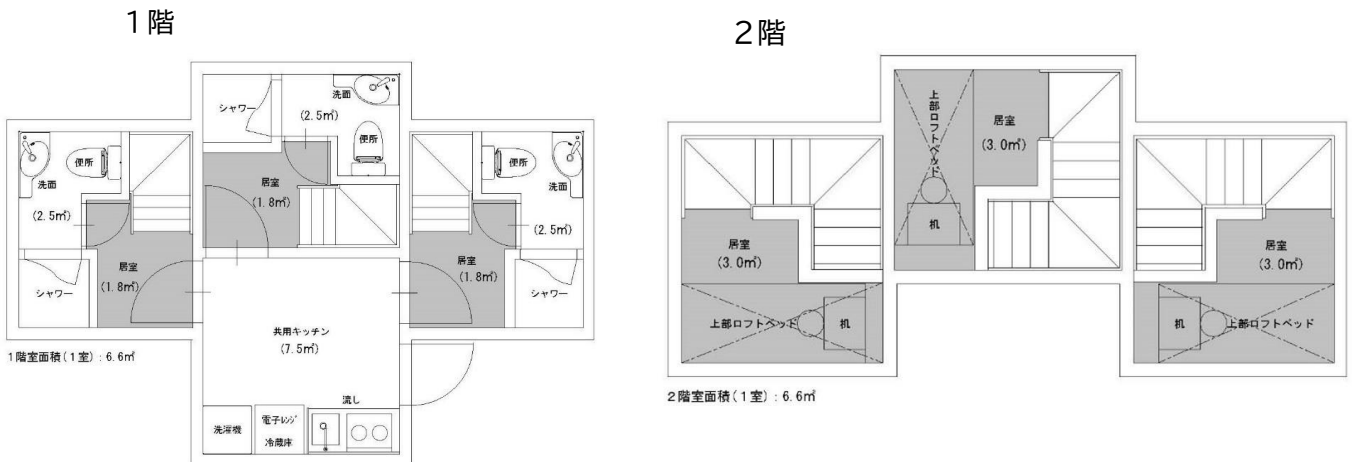 1階
シャワー
洗面
(2.5㎡)
便所
居室
(1.8㎡)
便所
洗面
(2.5㎡)
居室
(1.8㎡)
シャワー
便所
洗面
(2.5㎡)
居室
(1.8㎡)
シャワー
共用キッチン
(7.5㎡)
流し
洗濯機
電子レンジ
冷蔵庫
1階室面積(1室):6.6㎡
2階
上部ロフトベッド
居室
(3.0㎡)
机
居室
(3.0㎡)
上部ロフトベッド
机
居室
(3.0㎡)
机
上部ロフトベッド
2階室面積(1室):6.6㎡